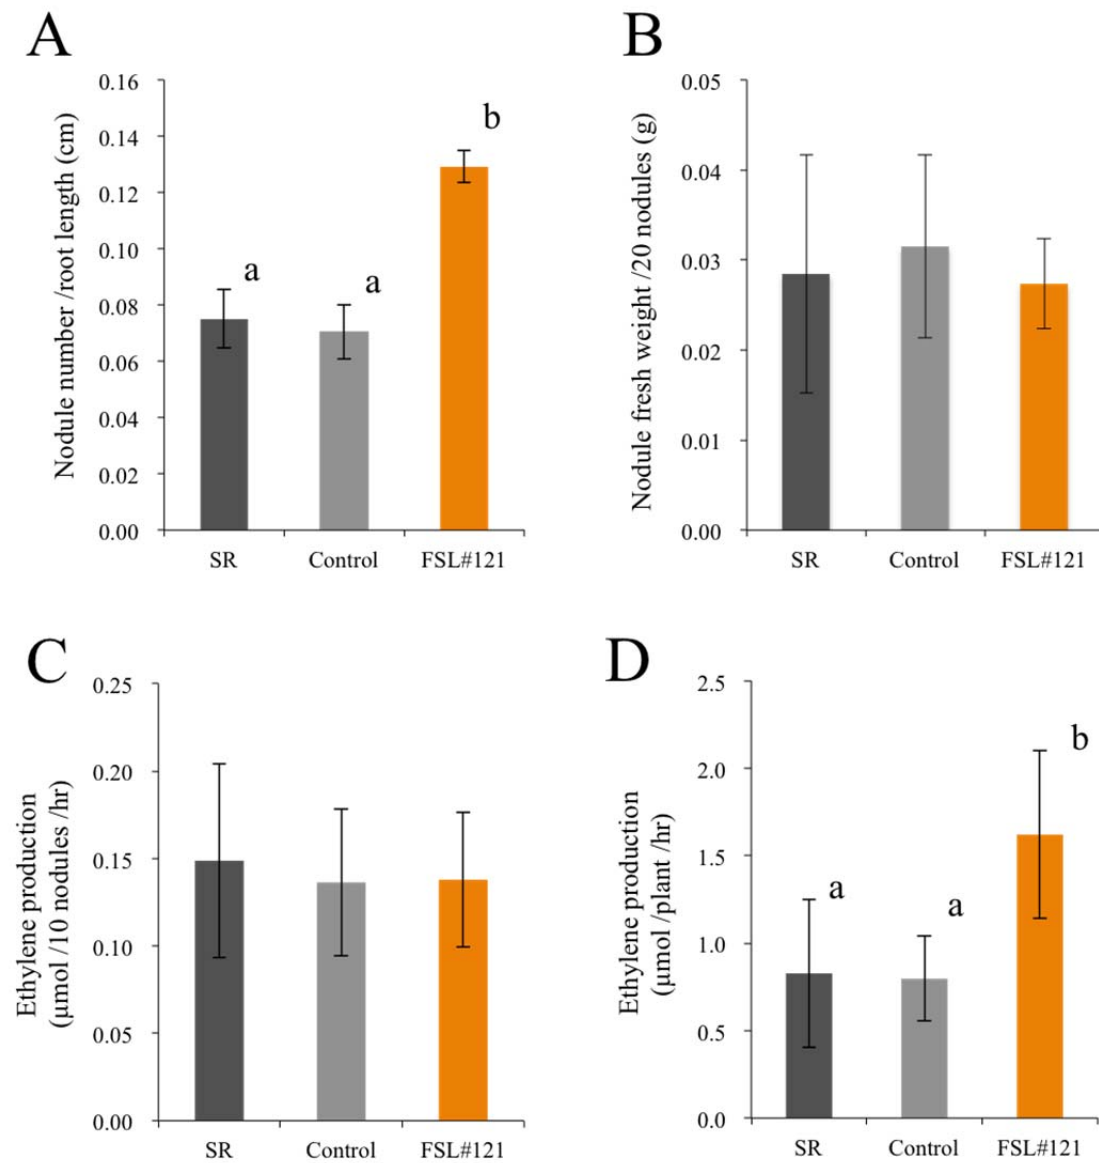 A
Nodule number /root length (cm)
0.16
0.14
0.12
0.10
0.08
0.06
0.04
0.02
0.00
a
a
b
SR Control FSL#121
B
Nodule fresh weight /20 nodules (g)
0.05
0.04
0.03
0.02
0.01
0.00
SR Control FSL#121
C
Ethylene production
(μmol /10 nodules /hr)
0.25
0.20
0.15
0.10
0.05
0.00
SR Control FSL#121
D
Ethylene production
(μmol /plant /hr)
2.5
2.0
1.5
1.0
0.5
0.0
a
a
b
SR Control FSL#121